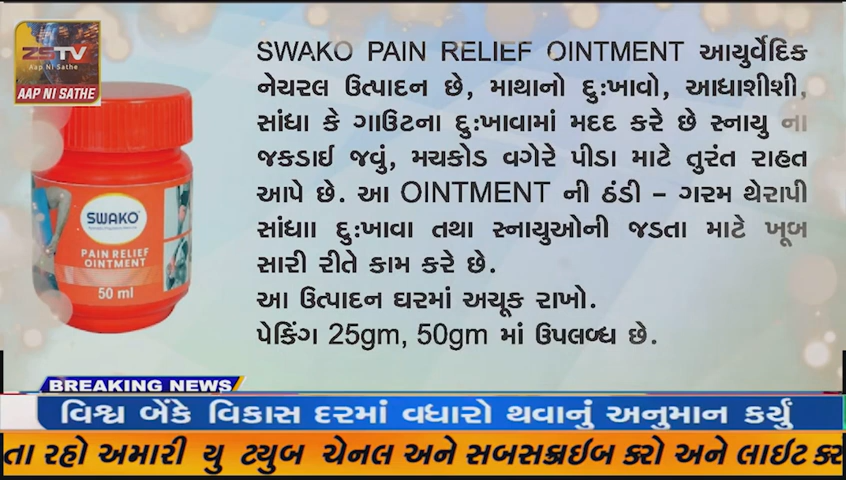 ZSTV
Aap Ni Sathe
AAP NI SATHE
SWAKO PAIN RELIEF OINTMENT આયુર્વેદિક
નેચરલ ઉત્પાદન છે, માથાનો દુઃખાવો, આધાશીશી,
સાંધા કે ગાઉટના દુઃખાવામાં મદદ કરે છે સ્નાયુ ના
જકડાઈ જવું, મચકોડ વગેરે પીડા માટે તુરંત રાહત
આપે છે. આ OINTMENT ની ઠંડી – ગરમ થેરાપી
સાંધાા દુઃખાવા તથા સ્નાયુઓની જડતા માટે ખૂબ
સારી રીતે કામ કરે છે.
આ ઉત્પાદન ઘરમાં અચૂક રાખો.
પેકિંગ 25gm, 50gm માં ઉપલબ્ધ છે.
SWAKO
PAIN RELIEF
OINTMENT
50 ml
BREAKING NEWS
વિશ્વ બેંકે વિકાસ દરમાં વધારો થવાનું અનુમાન કર્યું
તા રહો અમારી યુ ટ્યુબ ચેનલ અને સબસક્રાઇબ કરો અને લાઈટ કર